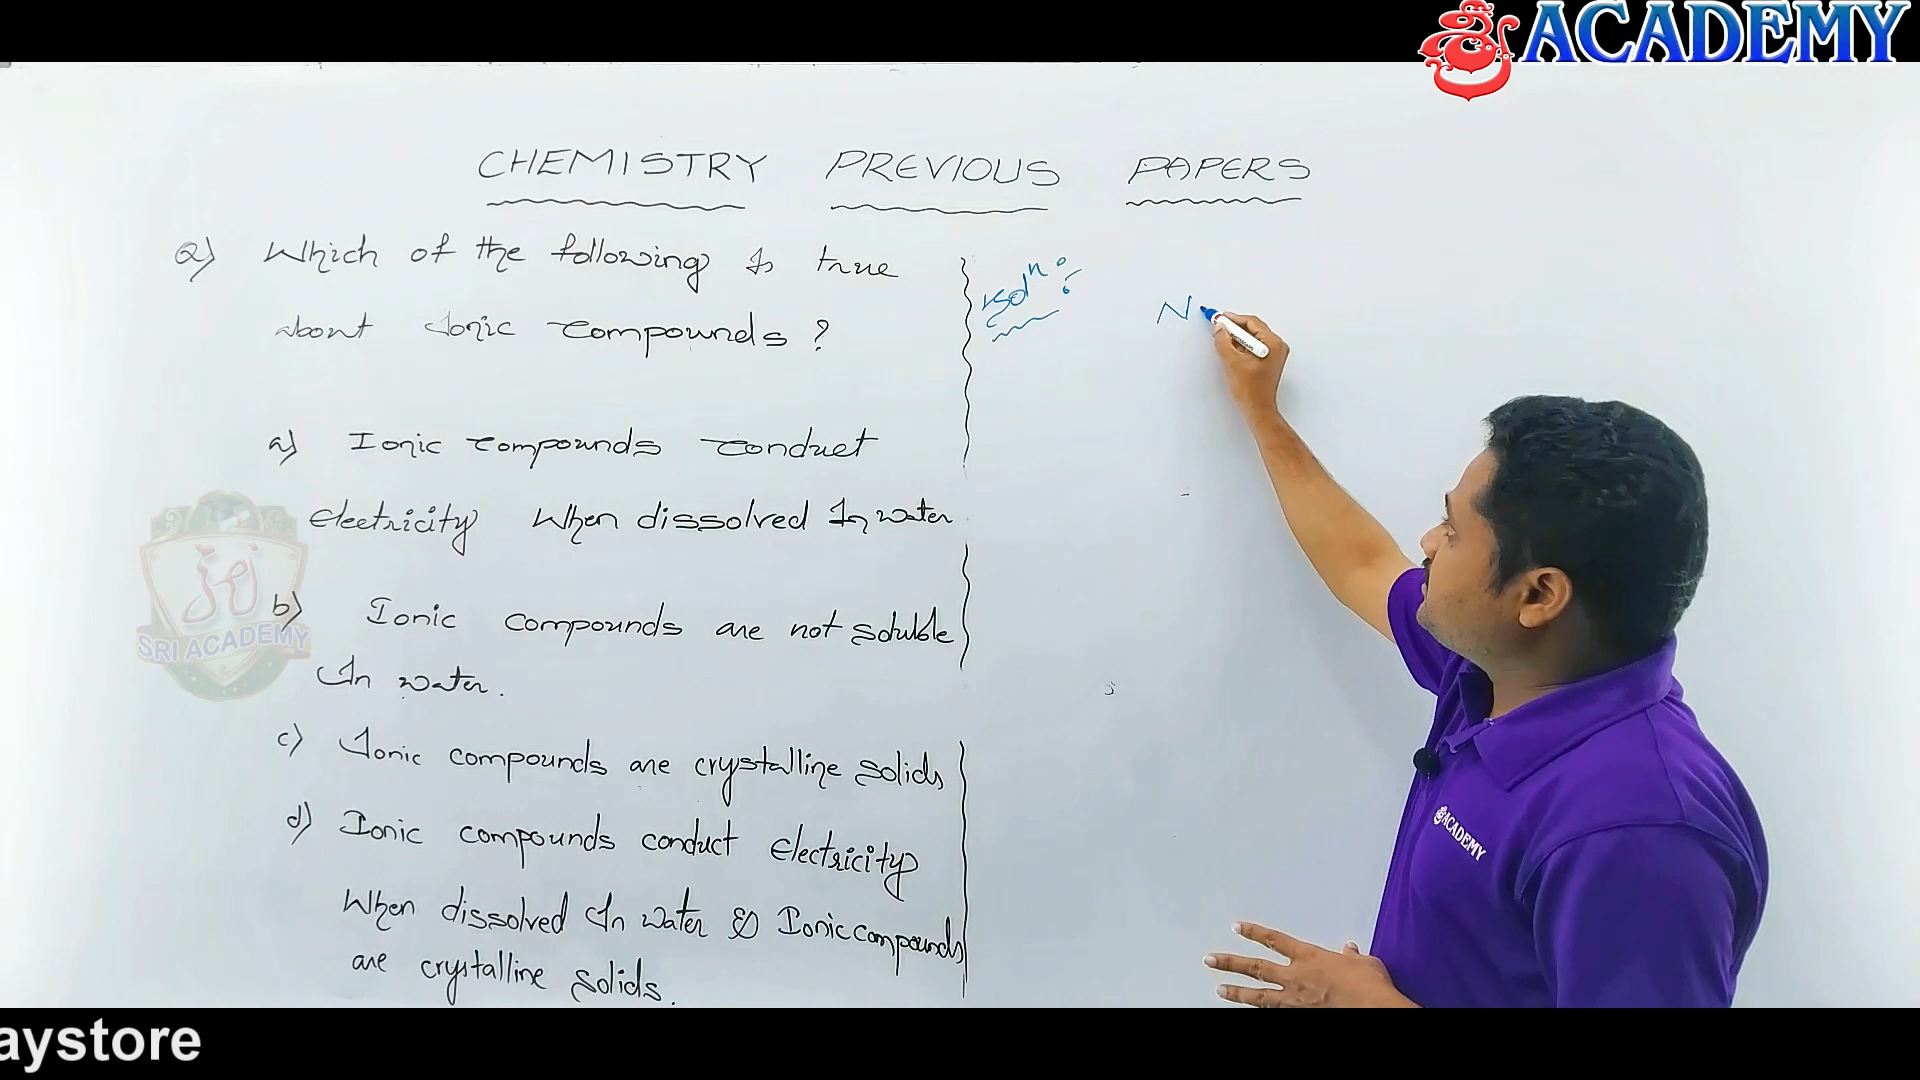 ACADEMY
CHEMISTRY PREVIOUS PAPERS
Q) Which of the following is true
about Ionic compounds ?
a) Ionic compounds conduct
electricity When dissolved In water
b) Ionic compounds are not soluble
In water.
c) Ionic compounds are crystalline solids
d) Ionic compounds conduct electricity
When dissolved In water & Ionic compounds
are crystalline solids.
Soln :
N
SRI ACADEMY
ACADEMY
aystore